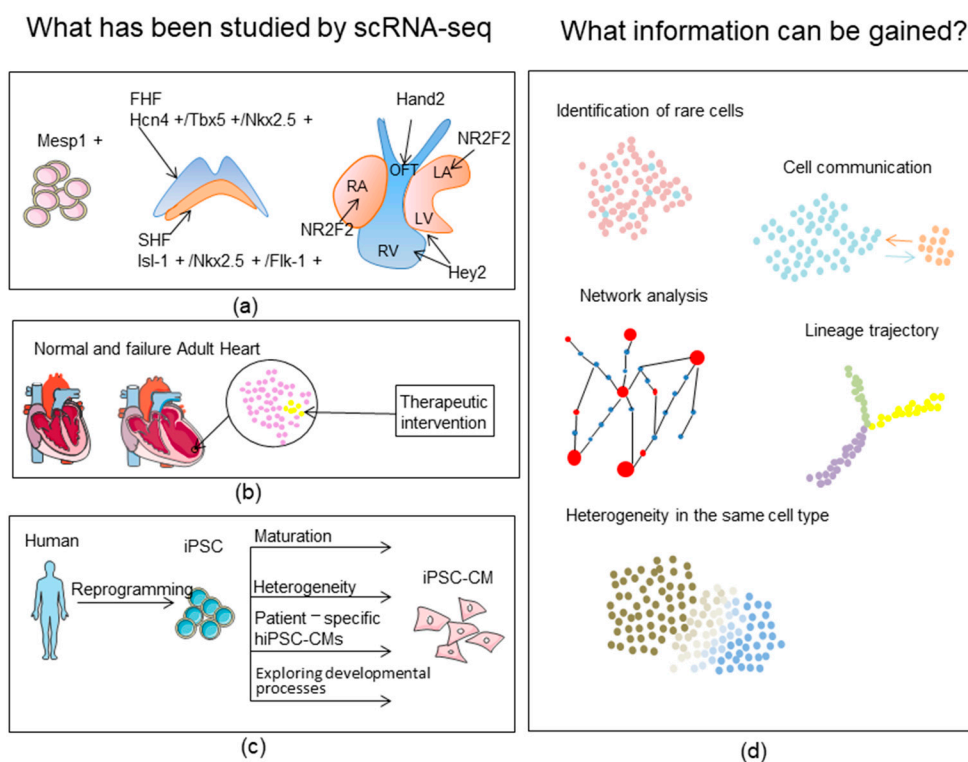 What has been studied by scRNA-seq
What information can be gained?
FHF
Hcn4 +/Tbx5 +/Nkx2.5 +
Mesp1 +
SHF
Isl-1 +/Nkx2.5 +/Flk-1 +
Hand2
NR2F2
OFT
LA
RA
LV
NR2F2
RV
Hey2
(a)
Normal and failure Adult Heart
Therapeutic
intervention
(b)
Human
iPSC
Reprogramming
Maturation
Heterogeneity
Patient –specific
hiPSC-CMs
Exploring developmental
processes
iPSC-CM
(c)
Identification of rare cells
Cell communication
Network analysis
Lineage trajectory
Heterogeneity in the same cell type
(d)